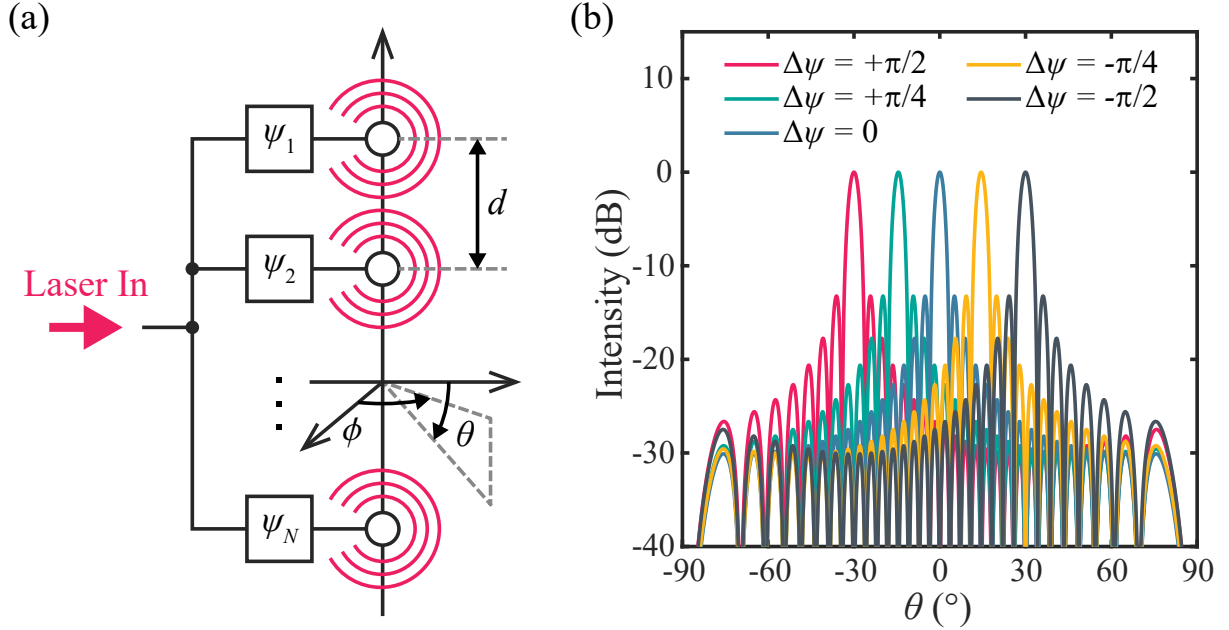 (a)
ψ1
d
ψ2
Laser In
ϕ
θ
ψN
(b)
Δψ = +π/2
Δψ = -π/4
Δψ = +π/4
Δψ = -π/2
Δψ = 0
Intensity (dB)
10
0
-10
-20
-30
-40
-90
-60
-30
0
30
60
90
θ (°)